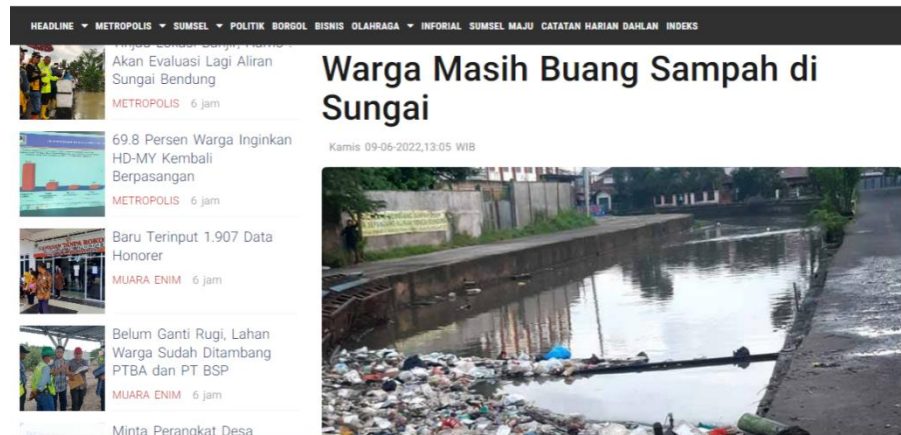 HEADLINE METROPOLIS SUMSEL POLITIK BORGOL BISNIS OLAHRAGA INFORIAL SUMSEL MAJU CATATAN HARIAN DAHLAN INDEKS
Akan Evaluasi Lagi Aliran
Sungai Bendung
METROPOLIS 6 jam
69.8 Persen Warga Inginkan
HD-MY Kembali
Berpasangan
METROPOLIS 6 jam
Baru Terinput 1.907 Data
Honorer
MUARA ENIM 6 jam
Belum Ganti Rugi, Lahan
Warga Sudah Ditambang
PTBA dan PT BSP
MUARA ENIM 6 jam
Minta Perangkat Desa
Warga Masih Buang Sampah di
Sungai
Kamis 09-06-2022,13:05 WIB